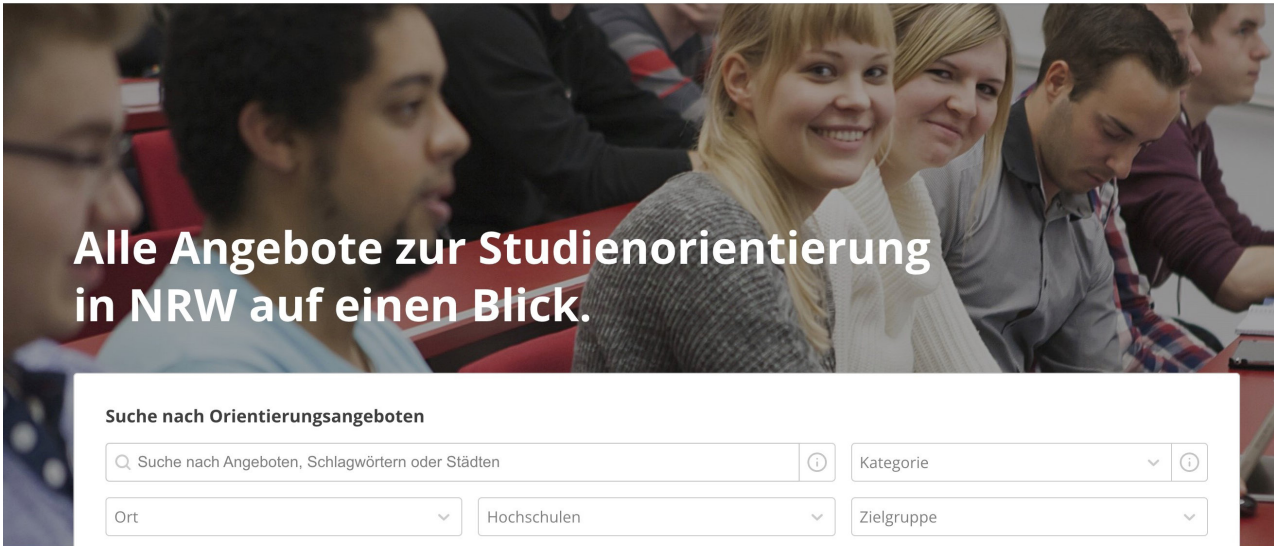 Alle Angebote zur Studienorientierung
in NRW auf einen Blick.
Suche nach Orientierungsangeboten
Suche nach Angeboten, Schlagwörtern oder Städten
Kategorie
Ort
Hochschulen
Zielgruppe